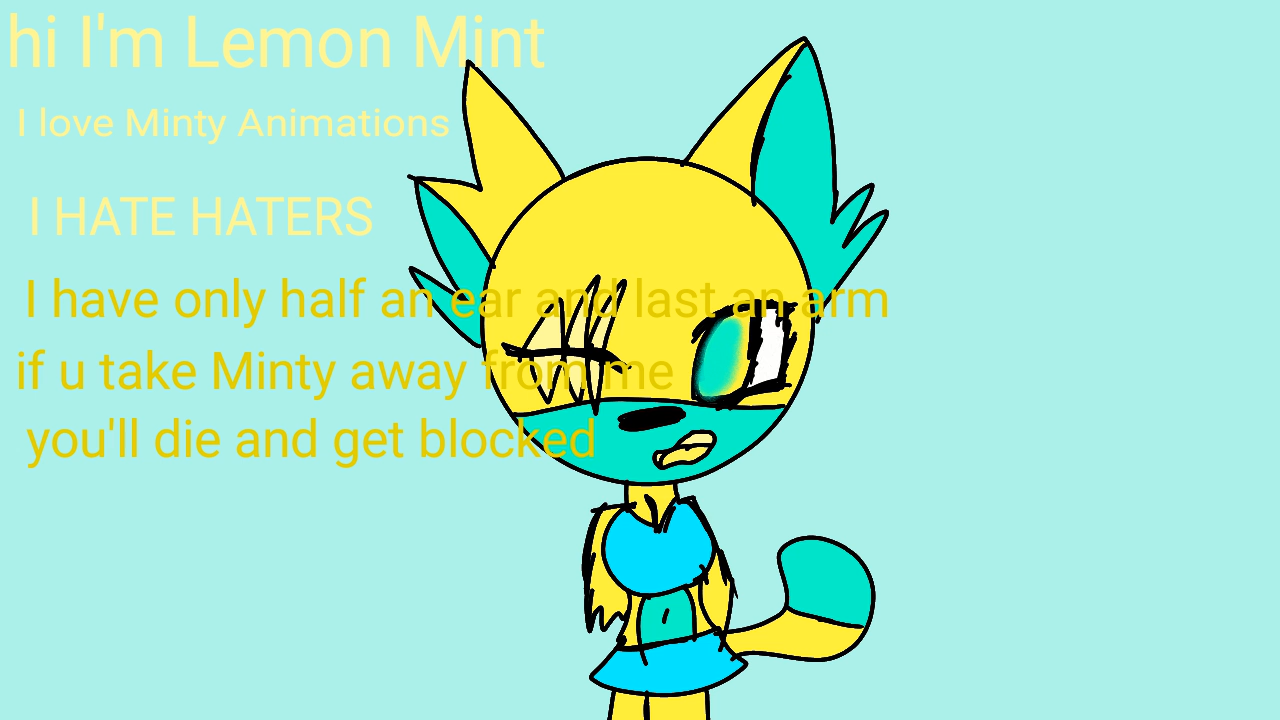 hi I'm Lemon Mint
I love Minty Animations
I HATE HATERS
I have only half an ear and last an arm
if u take Minty away from me
you'll die and get blocked